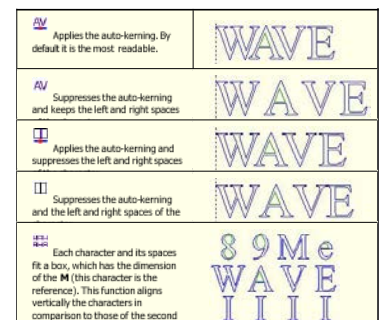 AV
Applies the auto-kerning. By
default it is the most readable.
WAVE
AV
Suppresses the auto-kerning
and keeps the left and right spaces
WAVE
Applies the auto-kerning and
suppresses the left and right spaces
WAVE
Suppresses the auto-kerning
and the left and right spaces of the
WAVE
Each character and its spaces
fit a box, which has the dimension
of the M (this character is the
reference). This function aligns
vertically the characters in
comparison to those of the second
8 9 M e
W A V E
I I I I